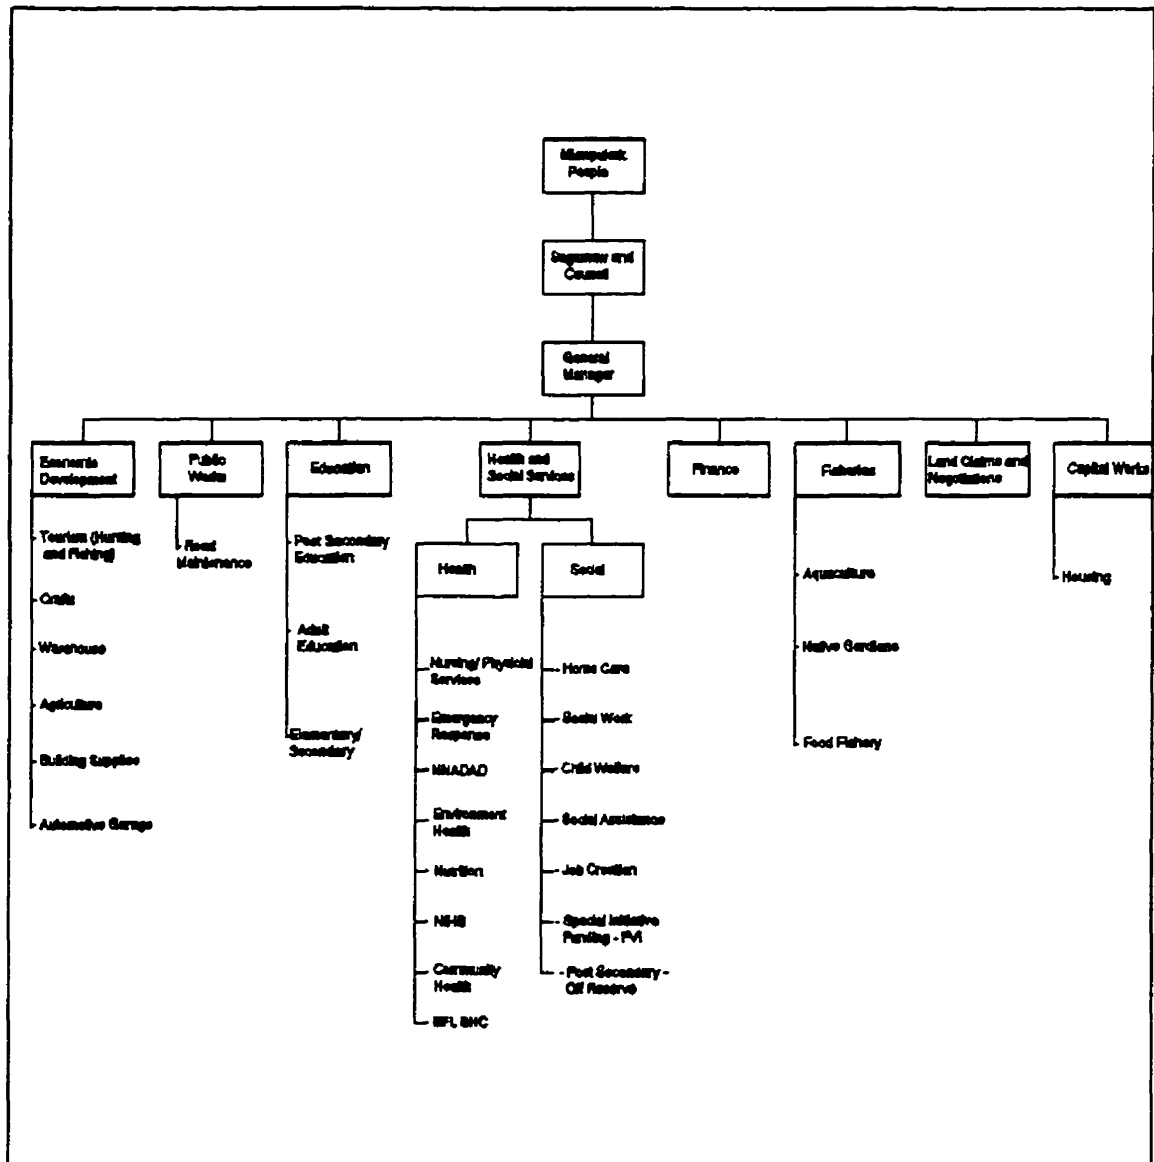 People
and
Council
General
Manager
Economic
Development
Public
Works
Education
Health and
Social Services
Finance
Fisheries
Land Claims and
Negotiations
Capital Works
- Tourism (Hunting
and Fishing)
- Crafts
- Warehouse
- Agriculture
- Building Supplies
- Automotive Garage
- Road
Maintenance
- Post Secondary
Education
- Adult
Education
- Elementary/
Secondary
Health
Social
- Nursing/ Physical
Services
- Emergency
Response
- NNADAP
- Environment
Health
- Nutrition
- NIHB
- Community
Health
- Home Care
- Social Work
- Child Welfare
- Social Assistance
- Job Creation
- Special Initiative
Funding - FVI
- Post Secondary -
Off Reserve
- Aquaculture
- Native Gardians
- Food Fishery
- Housing